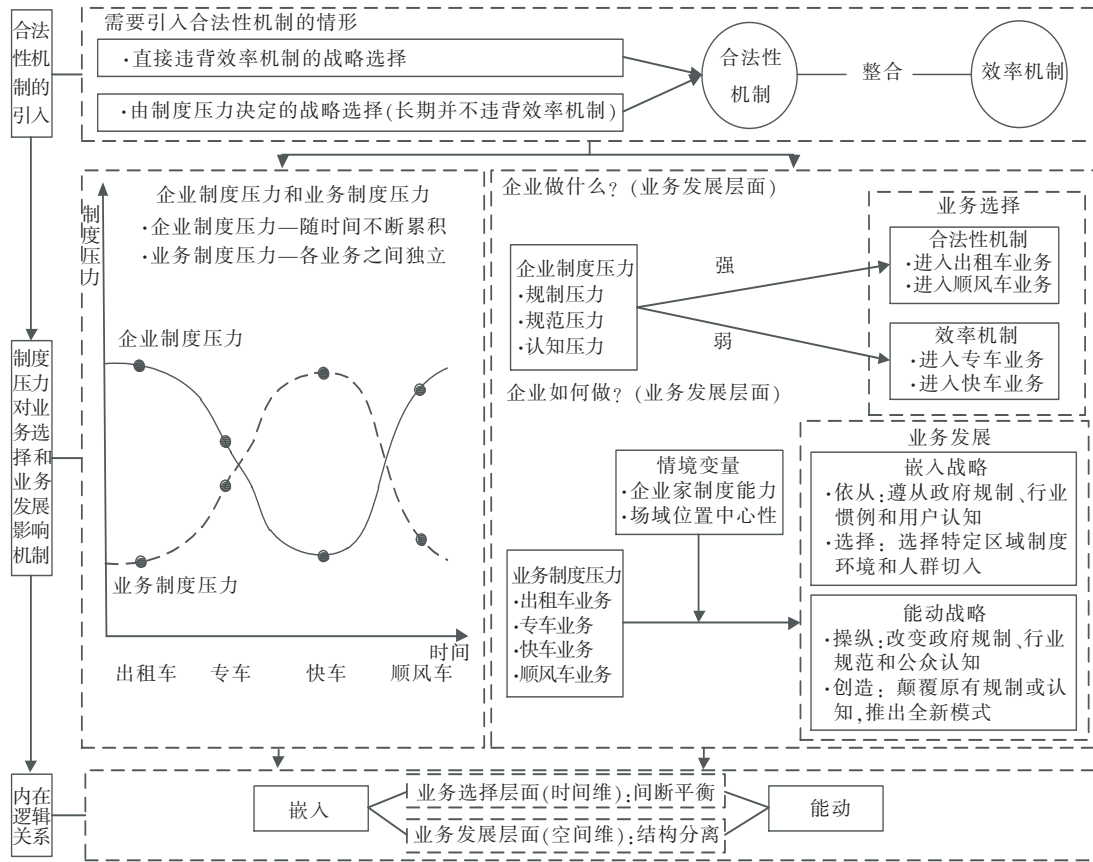 合法
性机
制的
引入
需要引入合法性机制的情形
·直接违背效率机制的战略选择
·由制度压力决定的战略选择(长期并不违背效率机制)
合法性
机制
整合
效率机制
制度
压力
对业
务选
择和
业务
发展
影响
机制
制度压力
企业制度压力和业务制度压力
·企业制度压力—随时间不断累积
·业务制度压力—各业务之间独立
企业制度压力
业务制度压力
时间
出租车
专车
快车
顺风车
企业做什么？(业务发展层面)
企业制度压力
·规制压力
·规范压力
·认知压力
强
弱
业务选择
合法性机制
·进入出租车业务
·进入顺风车业务
效率机制
·进入专车业务
·进入快车业务
企业如何做？(业务发展层面)
情境变量
·企业家制度能力
·场域位置中心性
业务制度压力
·出租车业务
·专车业务
·快车业务
·顺风车业务
业务发展
嵌入战略
·依从:遵从政府规制、行业
惯例和用户认知
·选择：选择特定区域制度
环境和人群切入
能动战略
·操纵:改变政府规制、行业
规范和公众认知
·创造：颠覆原有规制或认
知,推出全新模式
内在
逻辑
关系
嵌入
业务选择层面(时间维):间断平衡
业务发展层面(空间维):结构分离
能动